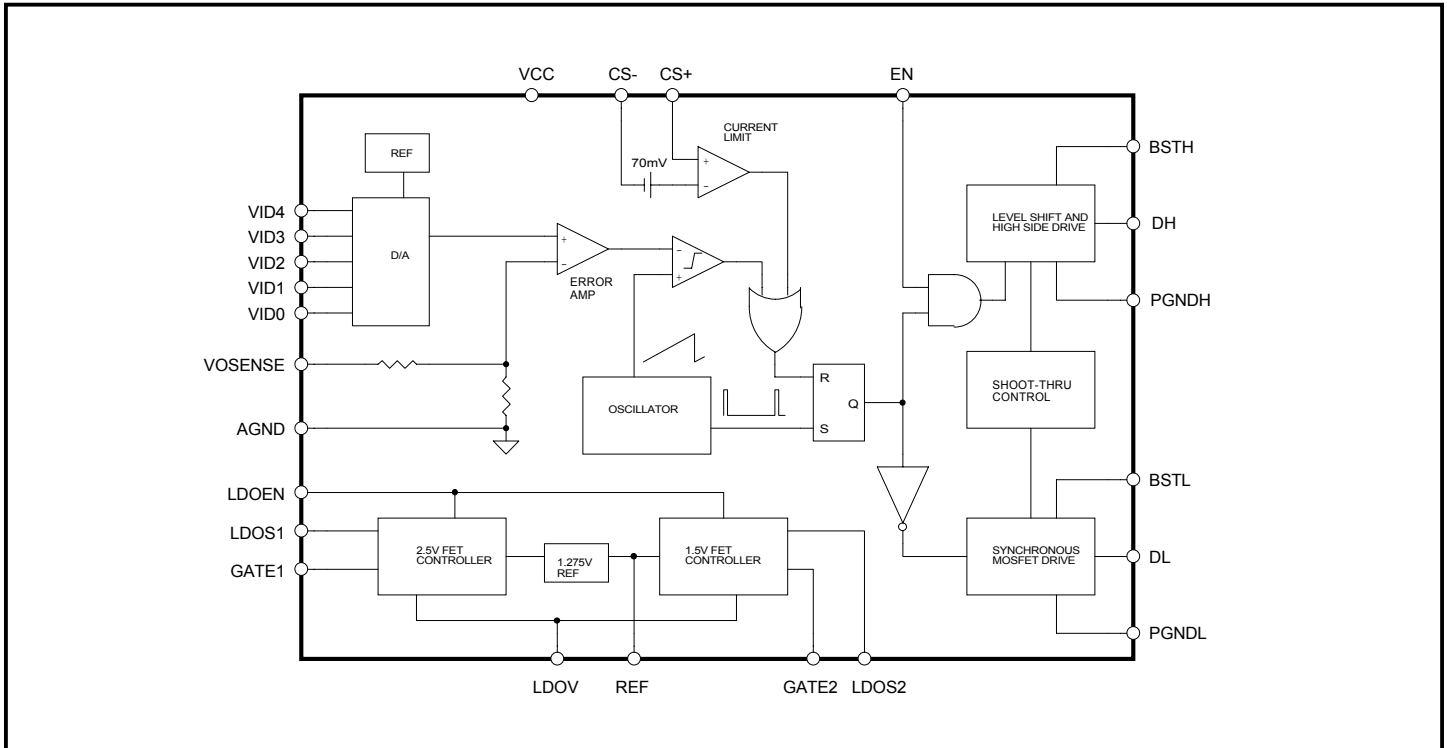 VCC CS- CS+ EN
CURRENT
LIMIT
70mV
+
−
REF
D/A
VID4
VID3
VID2
VID1
VID0
+
−
ERROR
AMP
−
+
VOSENSE
AGND
OSCILLATOR
R
Q
S
BSTH
LEVEL SHIFT AND
HIGH SIDE DRIVE
DH
PGNDH
SHOOT-THRU
CONTROL
BSTL
SYNCHRONOUS
MOSFET DRIVE
DL
PGNDL
LDOEN
LDOS1
GATE1
2.5V FET
CONTROLLER
1.275V
REF
1.5V FET
CONTROLLER
LDOV REF GATE2 LDOS2